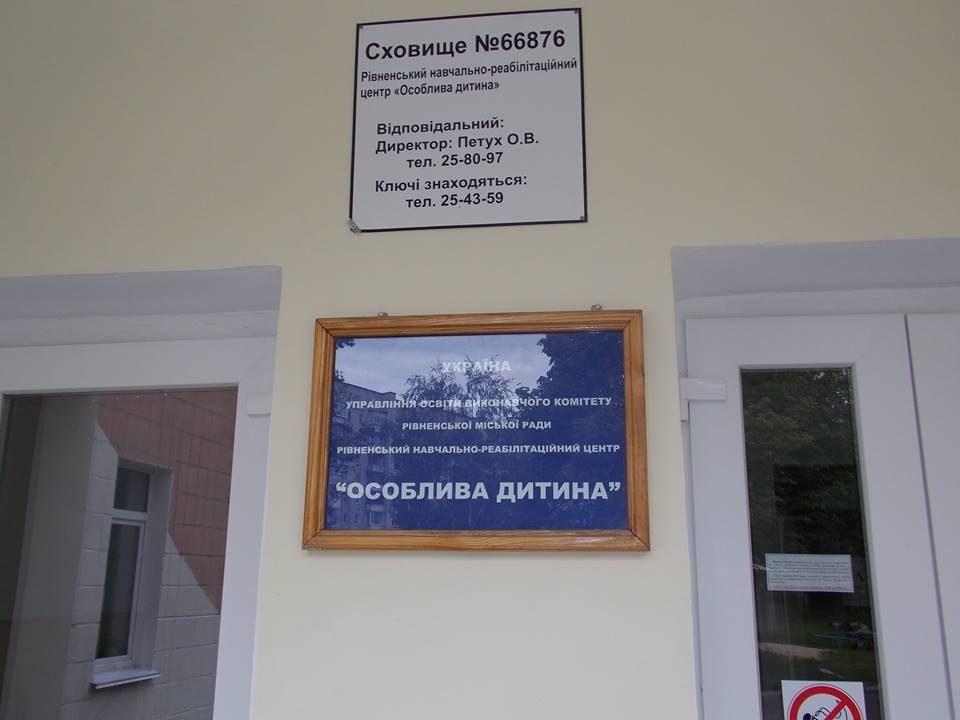 Сховище №66876
Рівненський навчально-реабілітаційний
центр «Особлива дитина»
Відповідальний:
Директор: Петух О.В.
тел. 25-80-97
Ключі знаходяться:
тел. 25-43-59
УКРАЇНА
УПРАВЛІННЯ ОСВІТИ ВИКОНАВЧОГО КОМІТЕТУ
РІВНЕНСЬКОЇ МІСЬКОЇ РАДИ
РІВНЕНСЬКИЙ НАВЧАЛЬНО-РЕАБІЛІТАЦІЙНИЙ ЦЕНТР
“ОСОБЛИВА ДИТИНА”